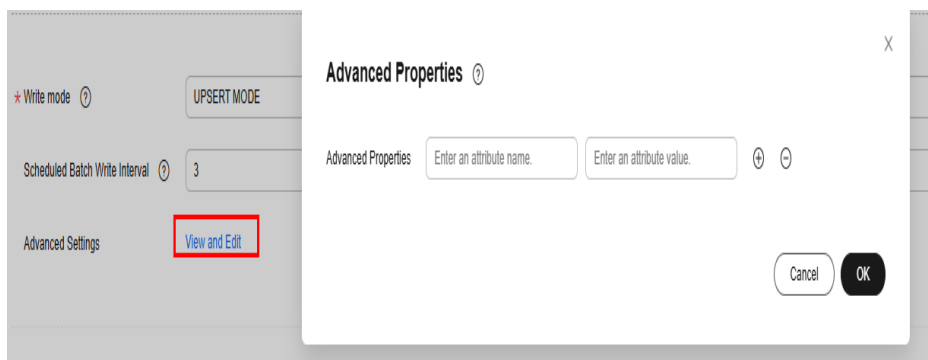 * Write mode ?
UPSERT MODE
Scheduled Batch Write Interval ?
3
Advanced Settings
View and Edit
X
Advanced Properties ?
Advanced Properties
Enter an attribute name.
Enter an attribute value.
Cancel
OK